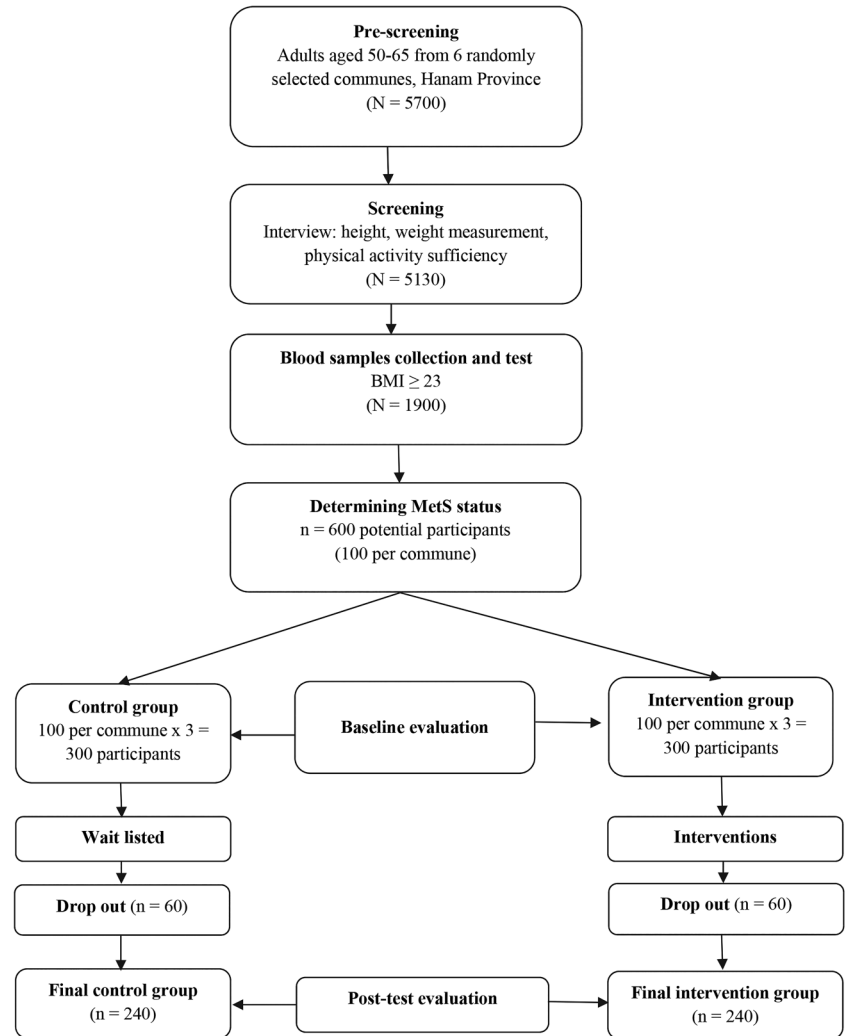 Pre-screening
Adults aged 50-65 from 6 randomly
selected communes, Hanam Province
(N = 5700)
Screening
Interview: height, weight measurement,
physical activity sufficiency
(N = 5130)
Blood samples collection and test
BMI ≥ 23
(N = 1900)
Determining MetS status
n = 600 potential participants
(100 per commune)
Control group
100 per commune x 3 =
300 participants
Baseline evaluation
Intervention group
100 per commune x 3 =
300 participants
Wait listed
Interventions
Drop out (n = 60)
Drop out (n = 60)
Final control group
(n = 240)
Post-test evaluation
Final intervention group
(n = 240)